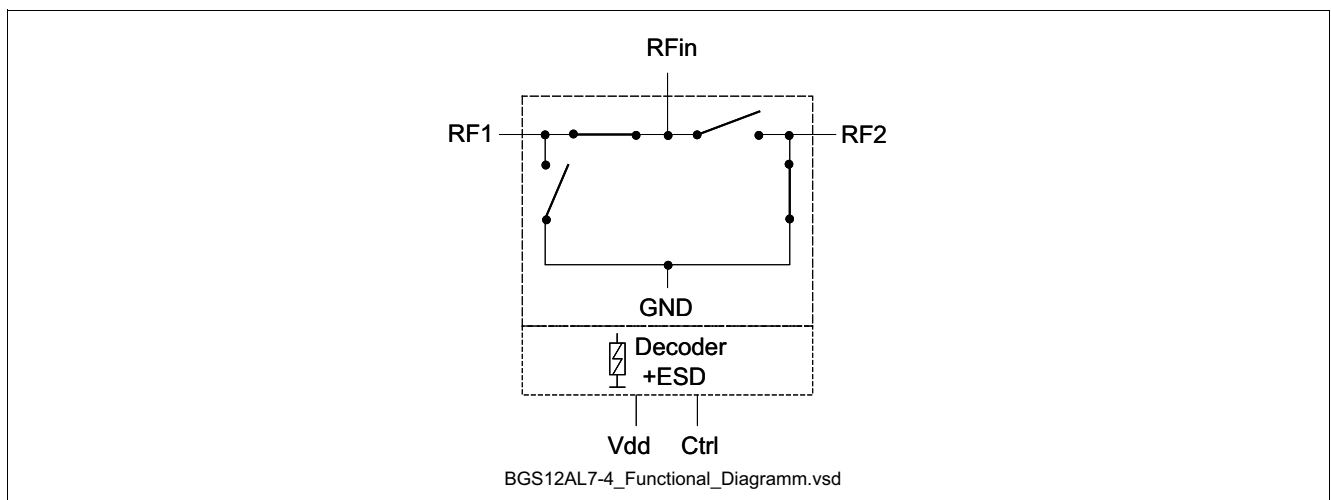 RFin
RF1
RF2
GND
Decoder
+ESD
Vdd Ctrl
BGS12AL7-4_Functional_Diagramm.vsd